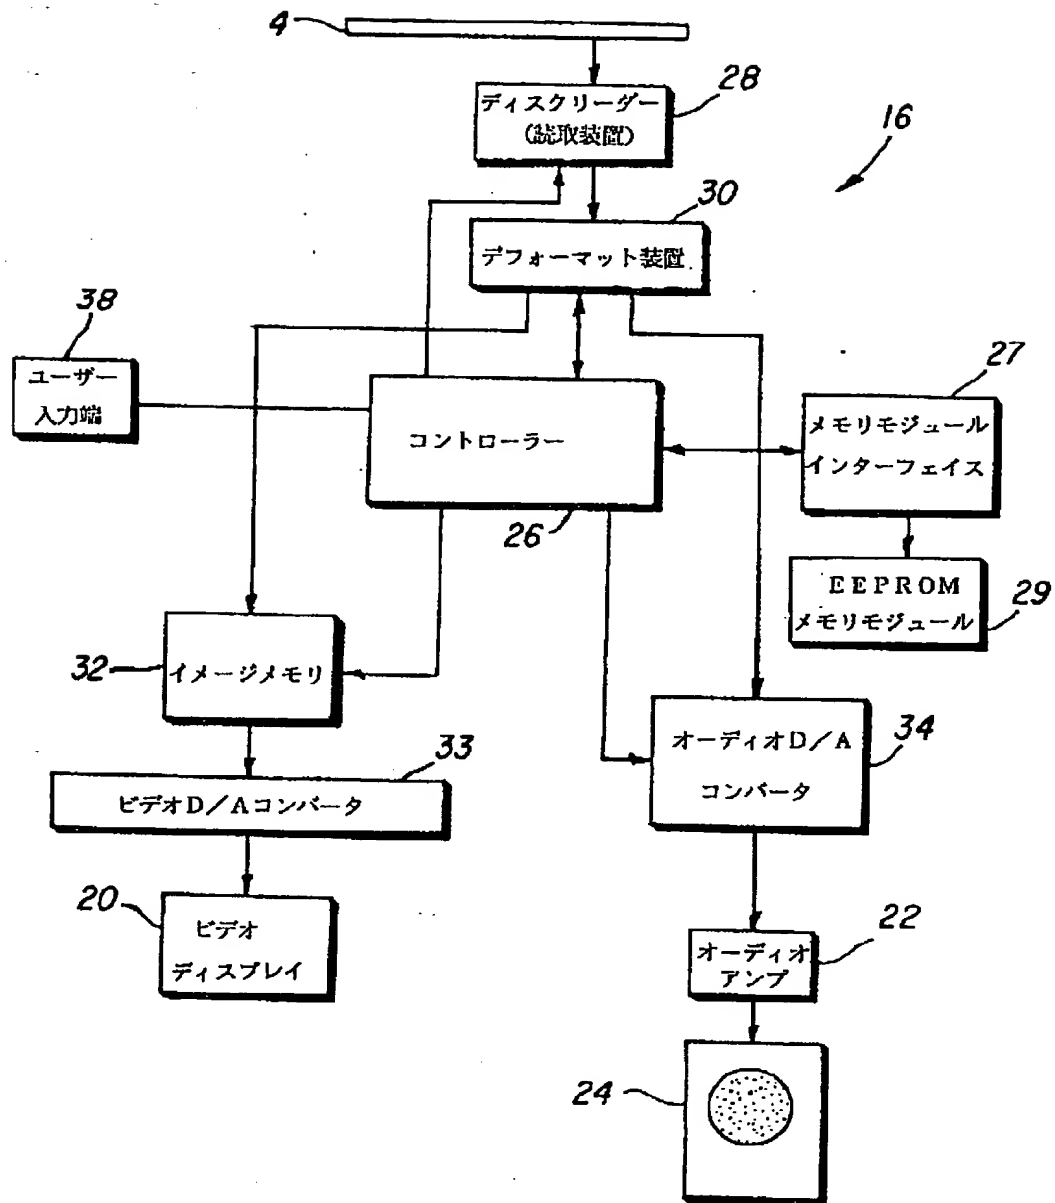 4
ディスクリーダー
(読取装置)
28
16
30
デフォーマット装置
38
ユーザー
入力端
コントローラー
26
27
メモリモジュール
インターフェイス
EEPROM
メモリモジュール
29
32
イメージメモリ
33
ビデオD/Aコンバータ
オーディオD/A
コンバータ
34
20
ビデオ
ディスプレイ
22
オーディオ
アンプ
24